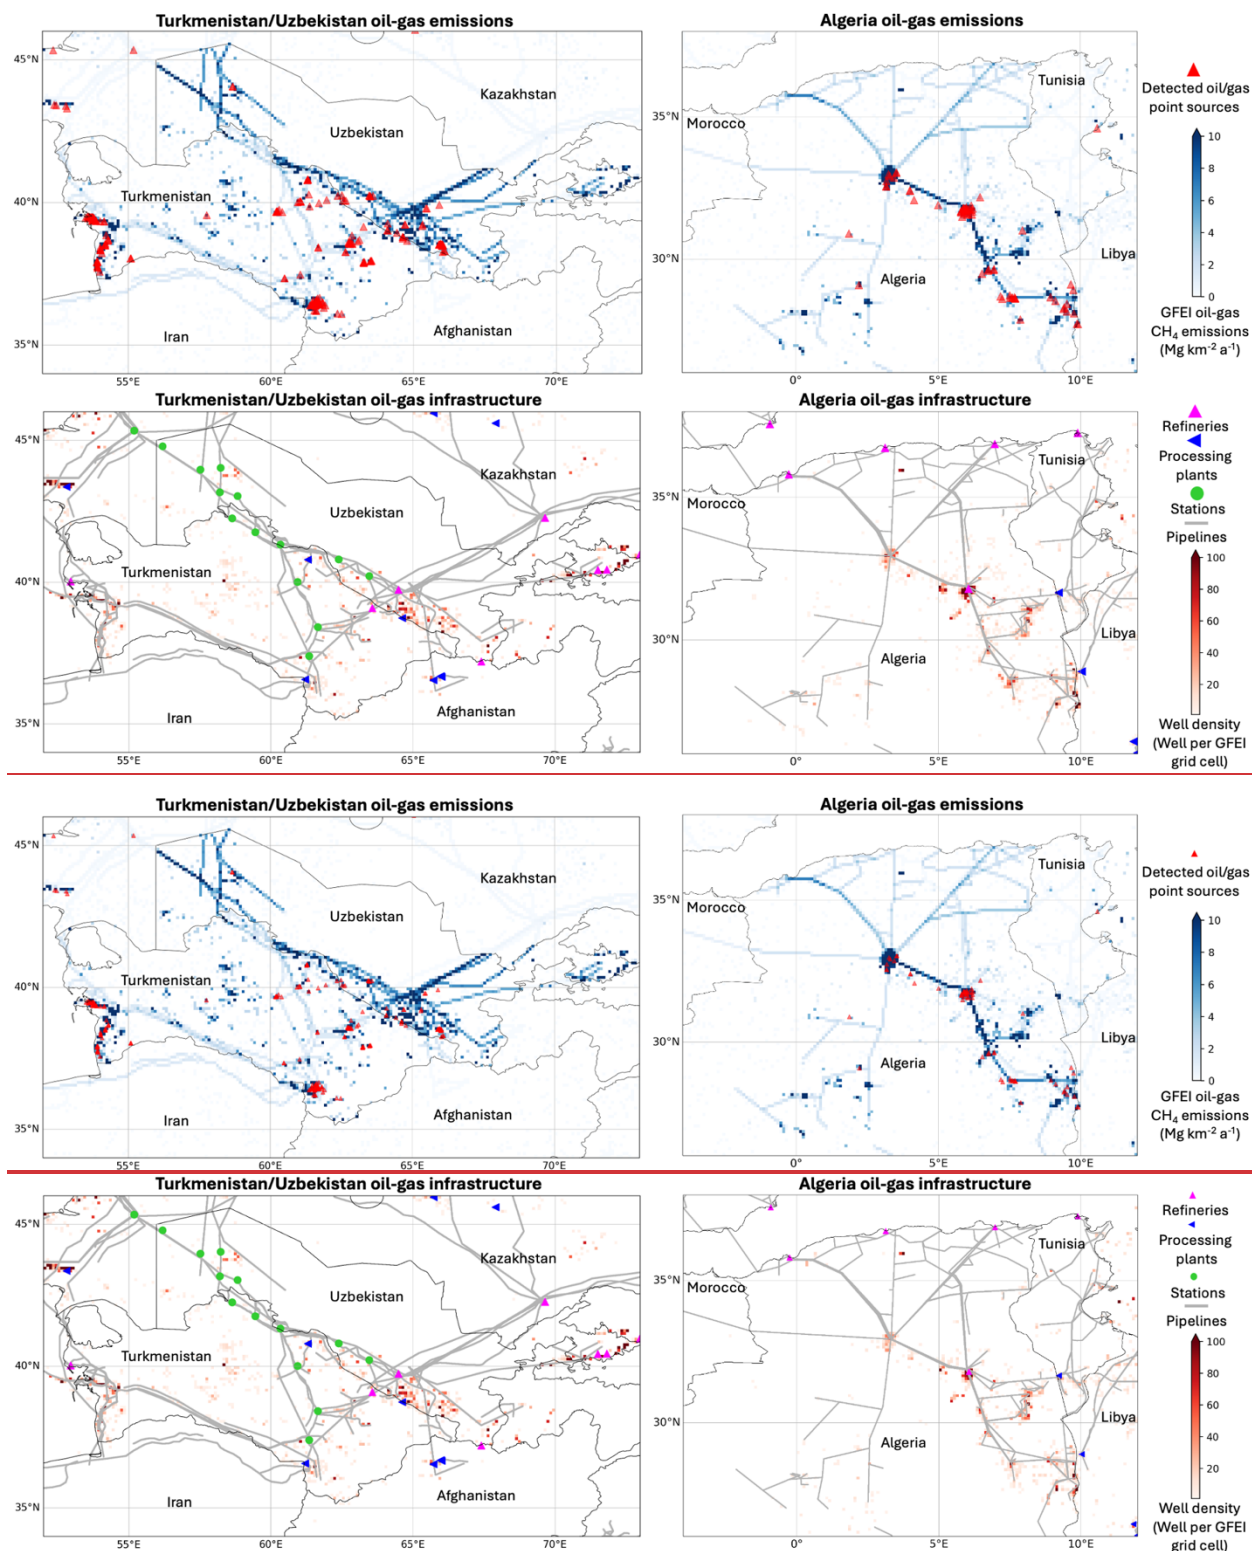 Turkmenistan/Uzbekistan oil-gas emissions
45°N
40°N
35°N
55°E
60°E
65°E
70°E
Kazakhstan
Uzbekistan
Turkmenistan
Iran
Afghanistan
Algeria oil-gas emissions
35°N
30°N
0°
5°E
10°E
Tunisia
Morocco
Libya
Algeria
Detected oil/gas
point sources
10
8
6
4
2
0
GFEI oil-gas
CH4 emissions
(Mg km-2 a-1)
Turkmenistan/Uzbekistan oil-gas infrastructure
45°N
40°N
35°N
55°E
60°E
65°E
70°E
Kazakhstan
Uzbekistan
Turkmenistan
Iran
Afghanistan
Algeria oil-gas infrastructure
35°N
30°N
0°
5°E
10°E
Tunisia
Morocco
Libya
Algeria
Refineries
Processing
plants
Stations
Pipelines
100
80
60
40
20
Well density
(Well per GFEI
grid cell)
Turkmenistan/Uzbekistan oil-gas emissions
45°N
40°N
35°N
55°E
60°E
65°E
70°E
Kazakhstan
Uzbekistan
Turkmenistan
Iran
Afghanistan
Algeria oil-gas emissions
35°N
30°N
0°
5°E
10°E
Tunisia
Morocco
Libya
Algeria
Detected oil/gas
point sources
10
8
6
4
2
0
GFEI oil-gas
CH4 emissions
(Mg km-2 a-1)
Turkmenistan/Uzbekistan oil-gas infrastructure
45°N
40°N
35°N
55°E
60°E
65°E
70°E
Kazakhstan
Uzbekistan
Turkmenistan
Iran
Afghanistan
Algeria oil-gas infrastructure
35°N
30°N
0°
5°E
10°E
Tunisia
Morocco
Libya
Algeria
Refineries
Processing
plants
Stations
Pipelines
100
80
60
40
20
Well density
(Well per GFEI
grid cell)